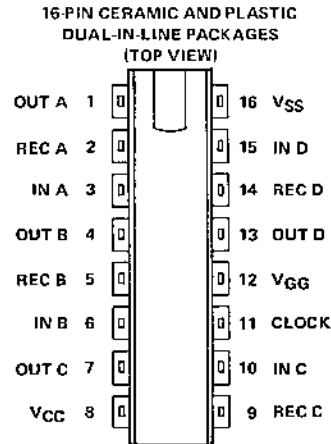 16-PIN CERAMIC AND PLASTIC
DUAL-IN-LINE PACKAGES
(TOP VIEW)
OUT A 1 16 VSS
REC A 2 15 IN D
IN A 3 14 REC D
OUT B 4 13 OUT D
REC B 5 12 VGG
IN B 6 11 CLOCK
OUT C 7 10 IN C
VCC 8 9 REC C